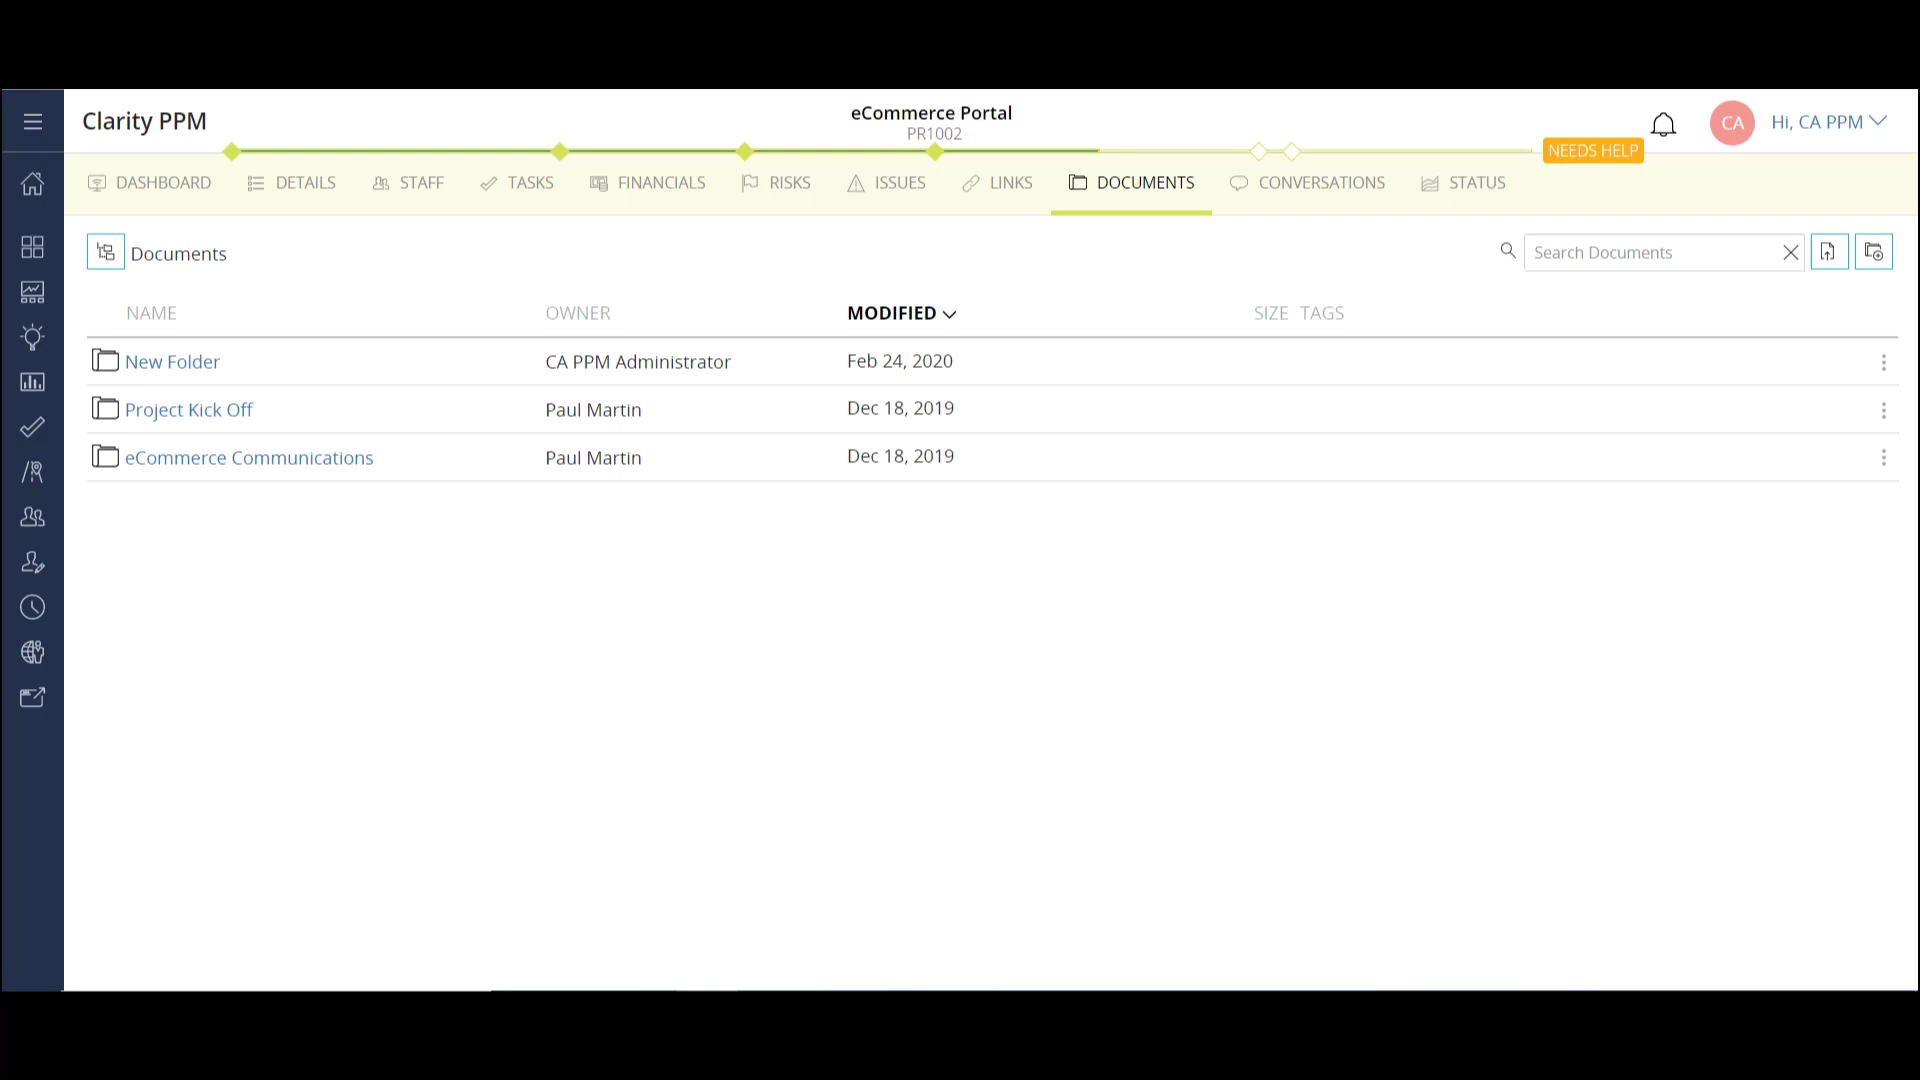 Clarity PPM
eCommerce Portal
PR1002
CA
Hi, CA PPM
NEEDS HELP
DASHBOARD DETAILS STAFF TASKS FINANCIALS RISKS ISSUES LINKS DOCUMENTS CONVERSATIONS STATUS
Documents
Search Documents
NAME OWNER MODIFIED SIZE TAGS
New Folder CA PPM Administrator Feb 24, 2020
Project Kick Off Paul Martin Dec 18, 2019
eCommerce Communications Paul Martin Dec 18, 2019